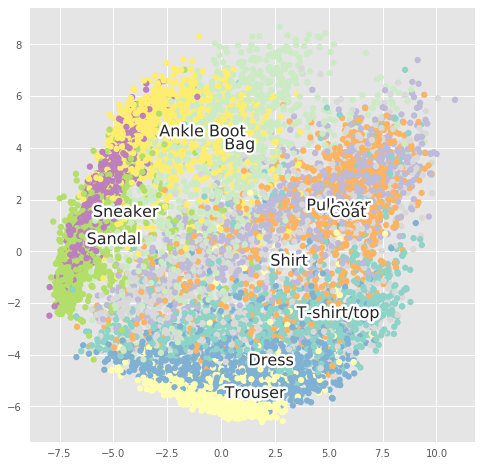 8
6
4
2
0
−2
−4
−6
Ankle Boot
Bag
Pullover
Sneaker
Coat
Sandal
Shirt
T-shirt/top
Dress
Trouser
−7.5 −5.0 −2.5 0.0 2.5 5.0 7.5 10.0